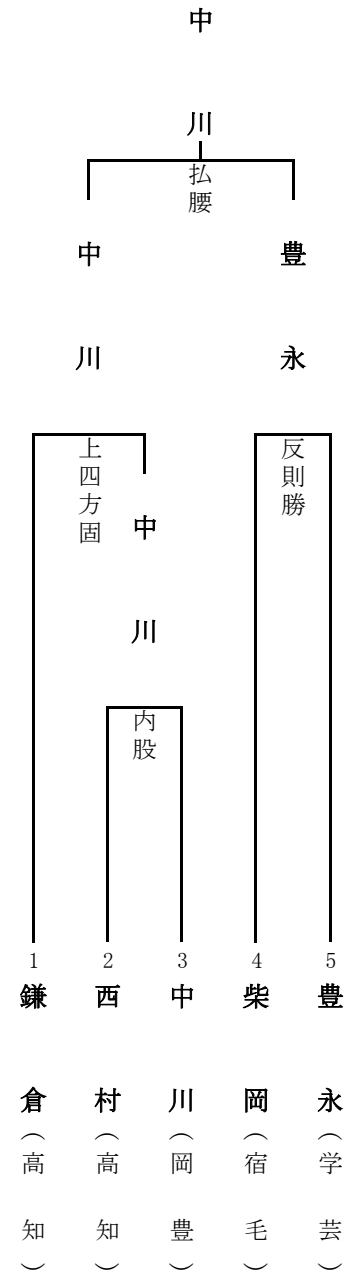 中川
払腰
中川
豊永
上四方固
反則勝
中川
内股
1 鎌倉（高知）
2 西村（高知）
3 中川（岡豊）
4 柴岡（宿毛）
5 豊永（学芸）